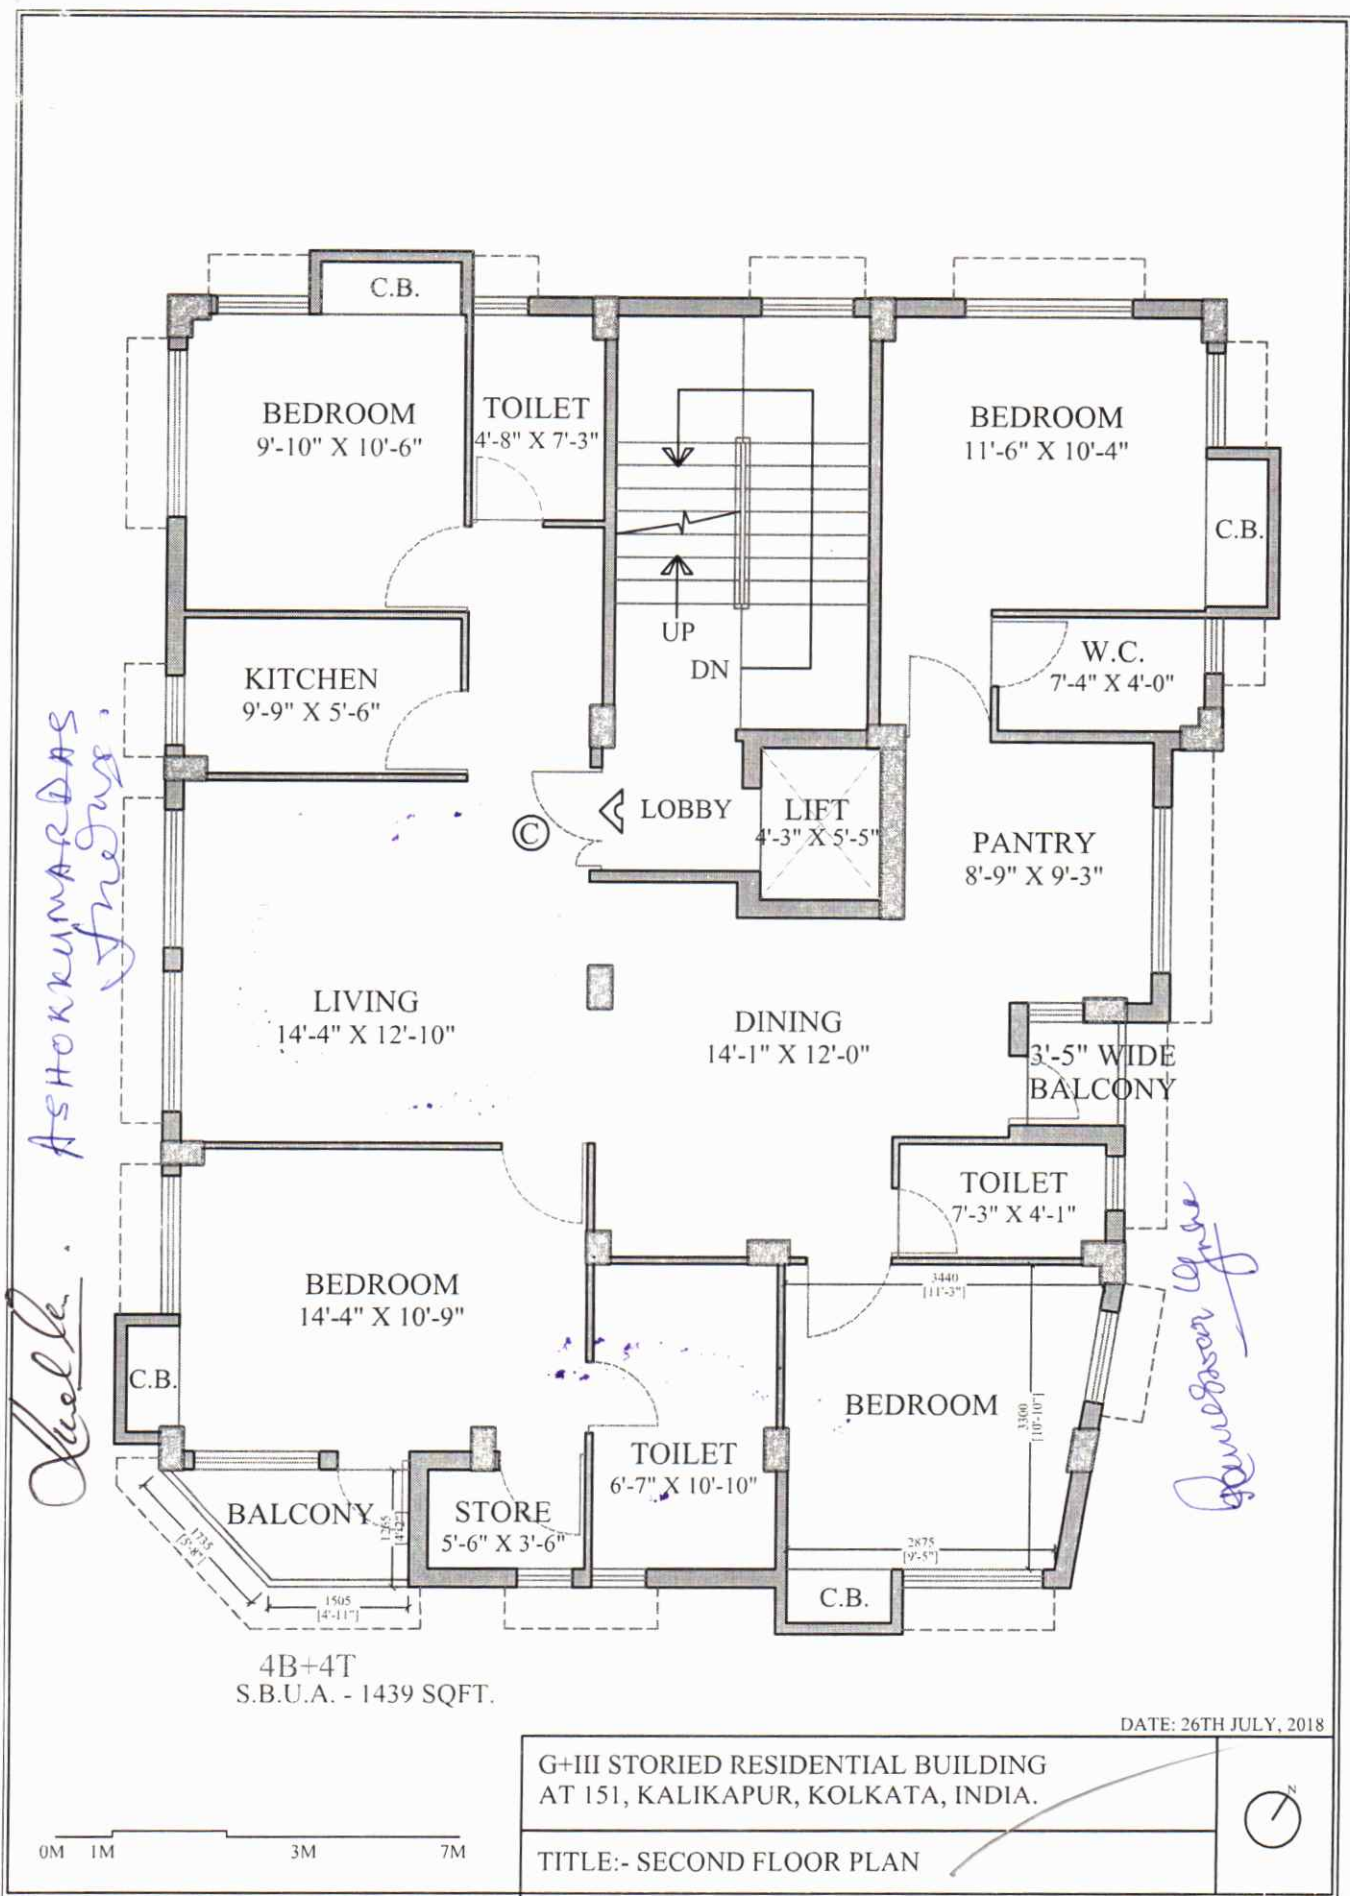 C.B.
BEDROOM
9'-10" X 10'-6"
TOILET
4'-8" X 7'-3"
BEDROOM
11'-6" X 10'-4"
C.B.
UP
DN
KITCHEN
9'-9" X 5'-6"
W.C.
7'-4" X 4'-0"
C
LOBBY
LIFT
4'-3" X 5'-5"
PANTRY
8'-9" X 9'-3"
ASHOKKUMARDAS
LIVING
14'-4" X 12'-10"
DINING
14'-1" X 12'-0"
3'-5" WIDE
BALCONY
TOILET
7'-3" X 4'-1"
BEDROOM
14'-4" X 10'-9"
C.B.
3440
[11'-3"]
BEDROOM
3300
[10'-10"]
TOILET
6'-7" X 10'-10"
BALCONY
1735
[5'-8"]
1265
[4'-2"]
STORE
5'-6" X 3'-6"
2875
[9'-5"]
C.B.
1505
[4'-11"]
4B+4T
S.B.U.A. - 1439 SQFT.
DATE: 26TH JULY, 2018
G+III STORIED RESIDENTIAL BUILDING
AT 151, KALIKAPUR, KOLKATA, INDIA.
N
0M 1M 3M 7M
TITLE:- SECOND FLOOR PLAN